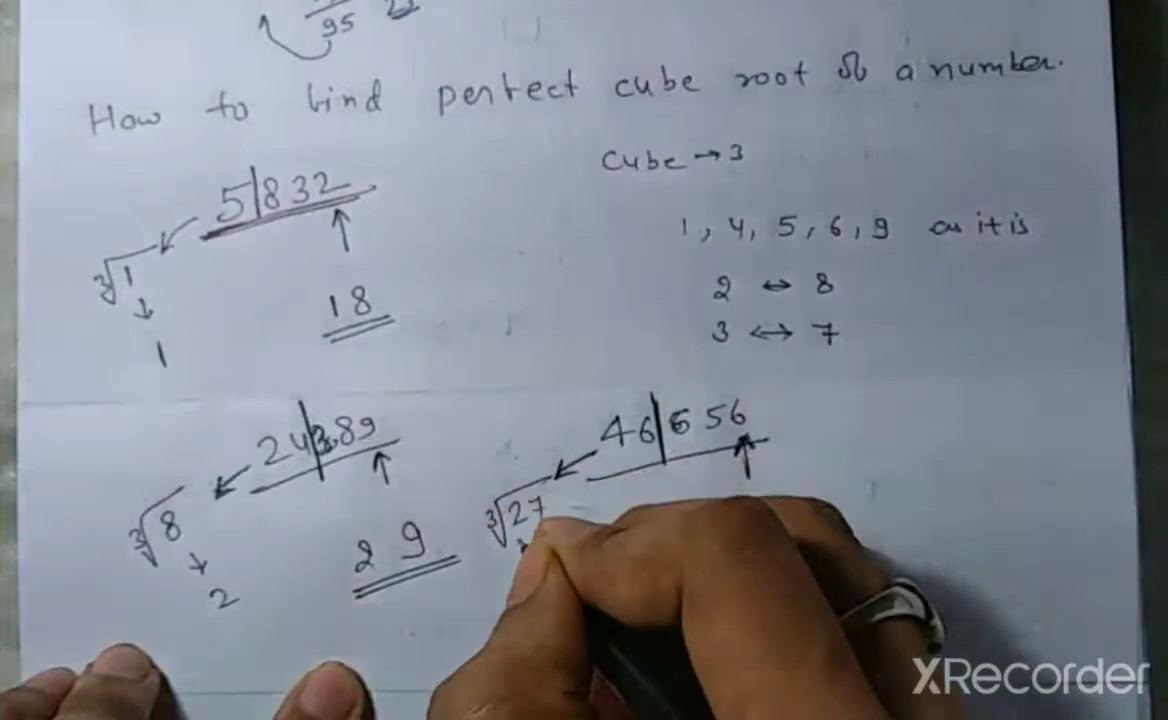 95
How to find perfect cube root of a number.
Cube → 3
5|832
1, 4, 5, 6, 9 as it is
∛1
18
2 ↔ 8
↓
1
3 ↔ 7
24|389
46|656
∛8
29
∛27
2
XRecorder